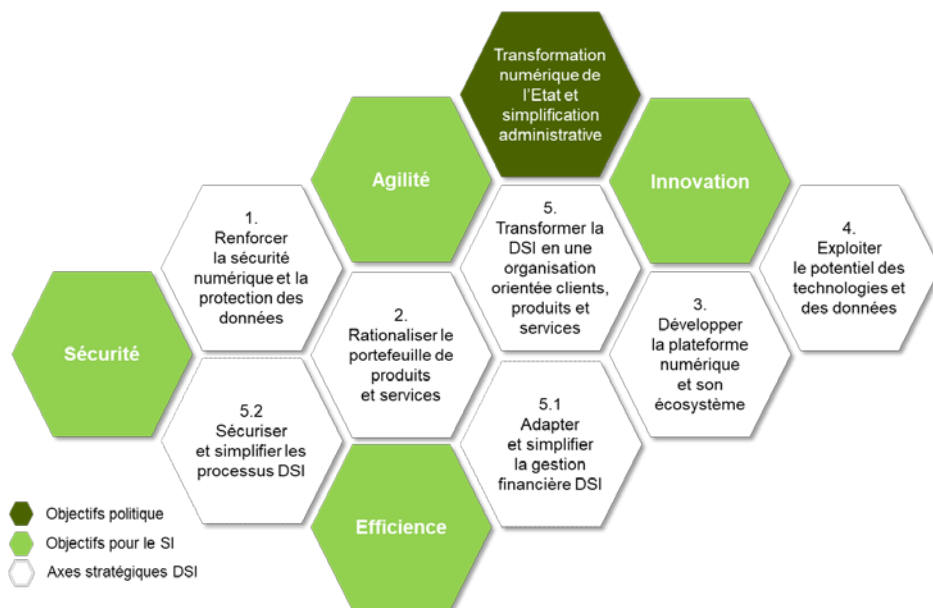 Transformation
numérique de
l'Etat et
simplification
administrative
Agilité
Innovation
1.
Renforcer
la sécurité
numérique et la
protection des
données
5.
Transformer la
DSI en une
organisation
orientée clients,
produits et
services
4.
Exploiter
le potentiel des
technologies et
des données
Sécurité
2.
Rationaliser le
portefeuille de
produits
et services
3.
Développer
la plateforme
numérique
et son
écosystème
5.2
Sécuriser
et simplifier les
processus DSI
5.1
Adapter
et simplifier
la gestion
financière DSI
Efficience
Objectifs politique
Objectifs pour le SI
Axes stratégiques DSI